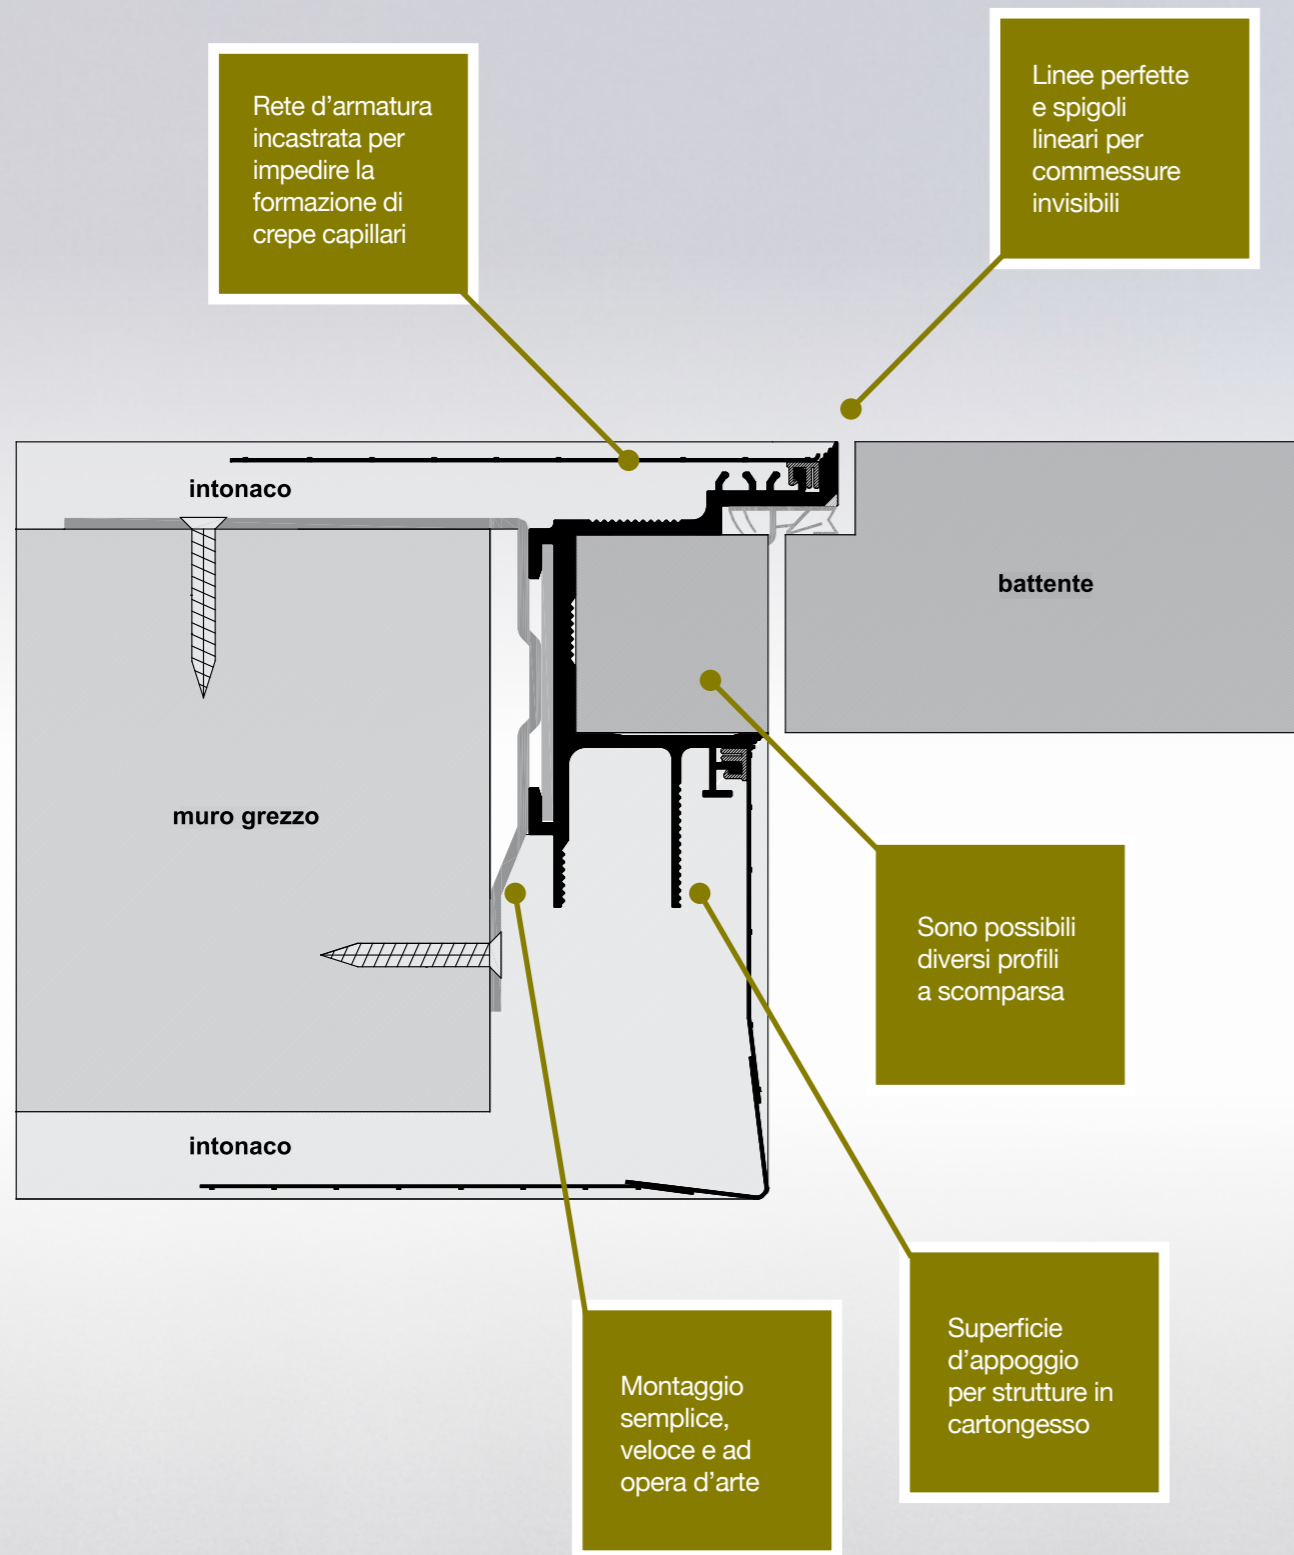 Rete d’armatura
incastrata per
impedire la
formazione di
crepe capillari
Linee perfette
e spigoli
lineari per
commessure
invisibili
intonaco
battente
muro grezzo
Sono possibili
diversi profili
a scomparsa
intonaco
Superficie
d’appoggio
per strutture in
cartongesso
Montaggio
semplice,
veloce e ad
opera d’arte